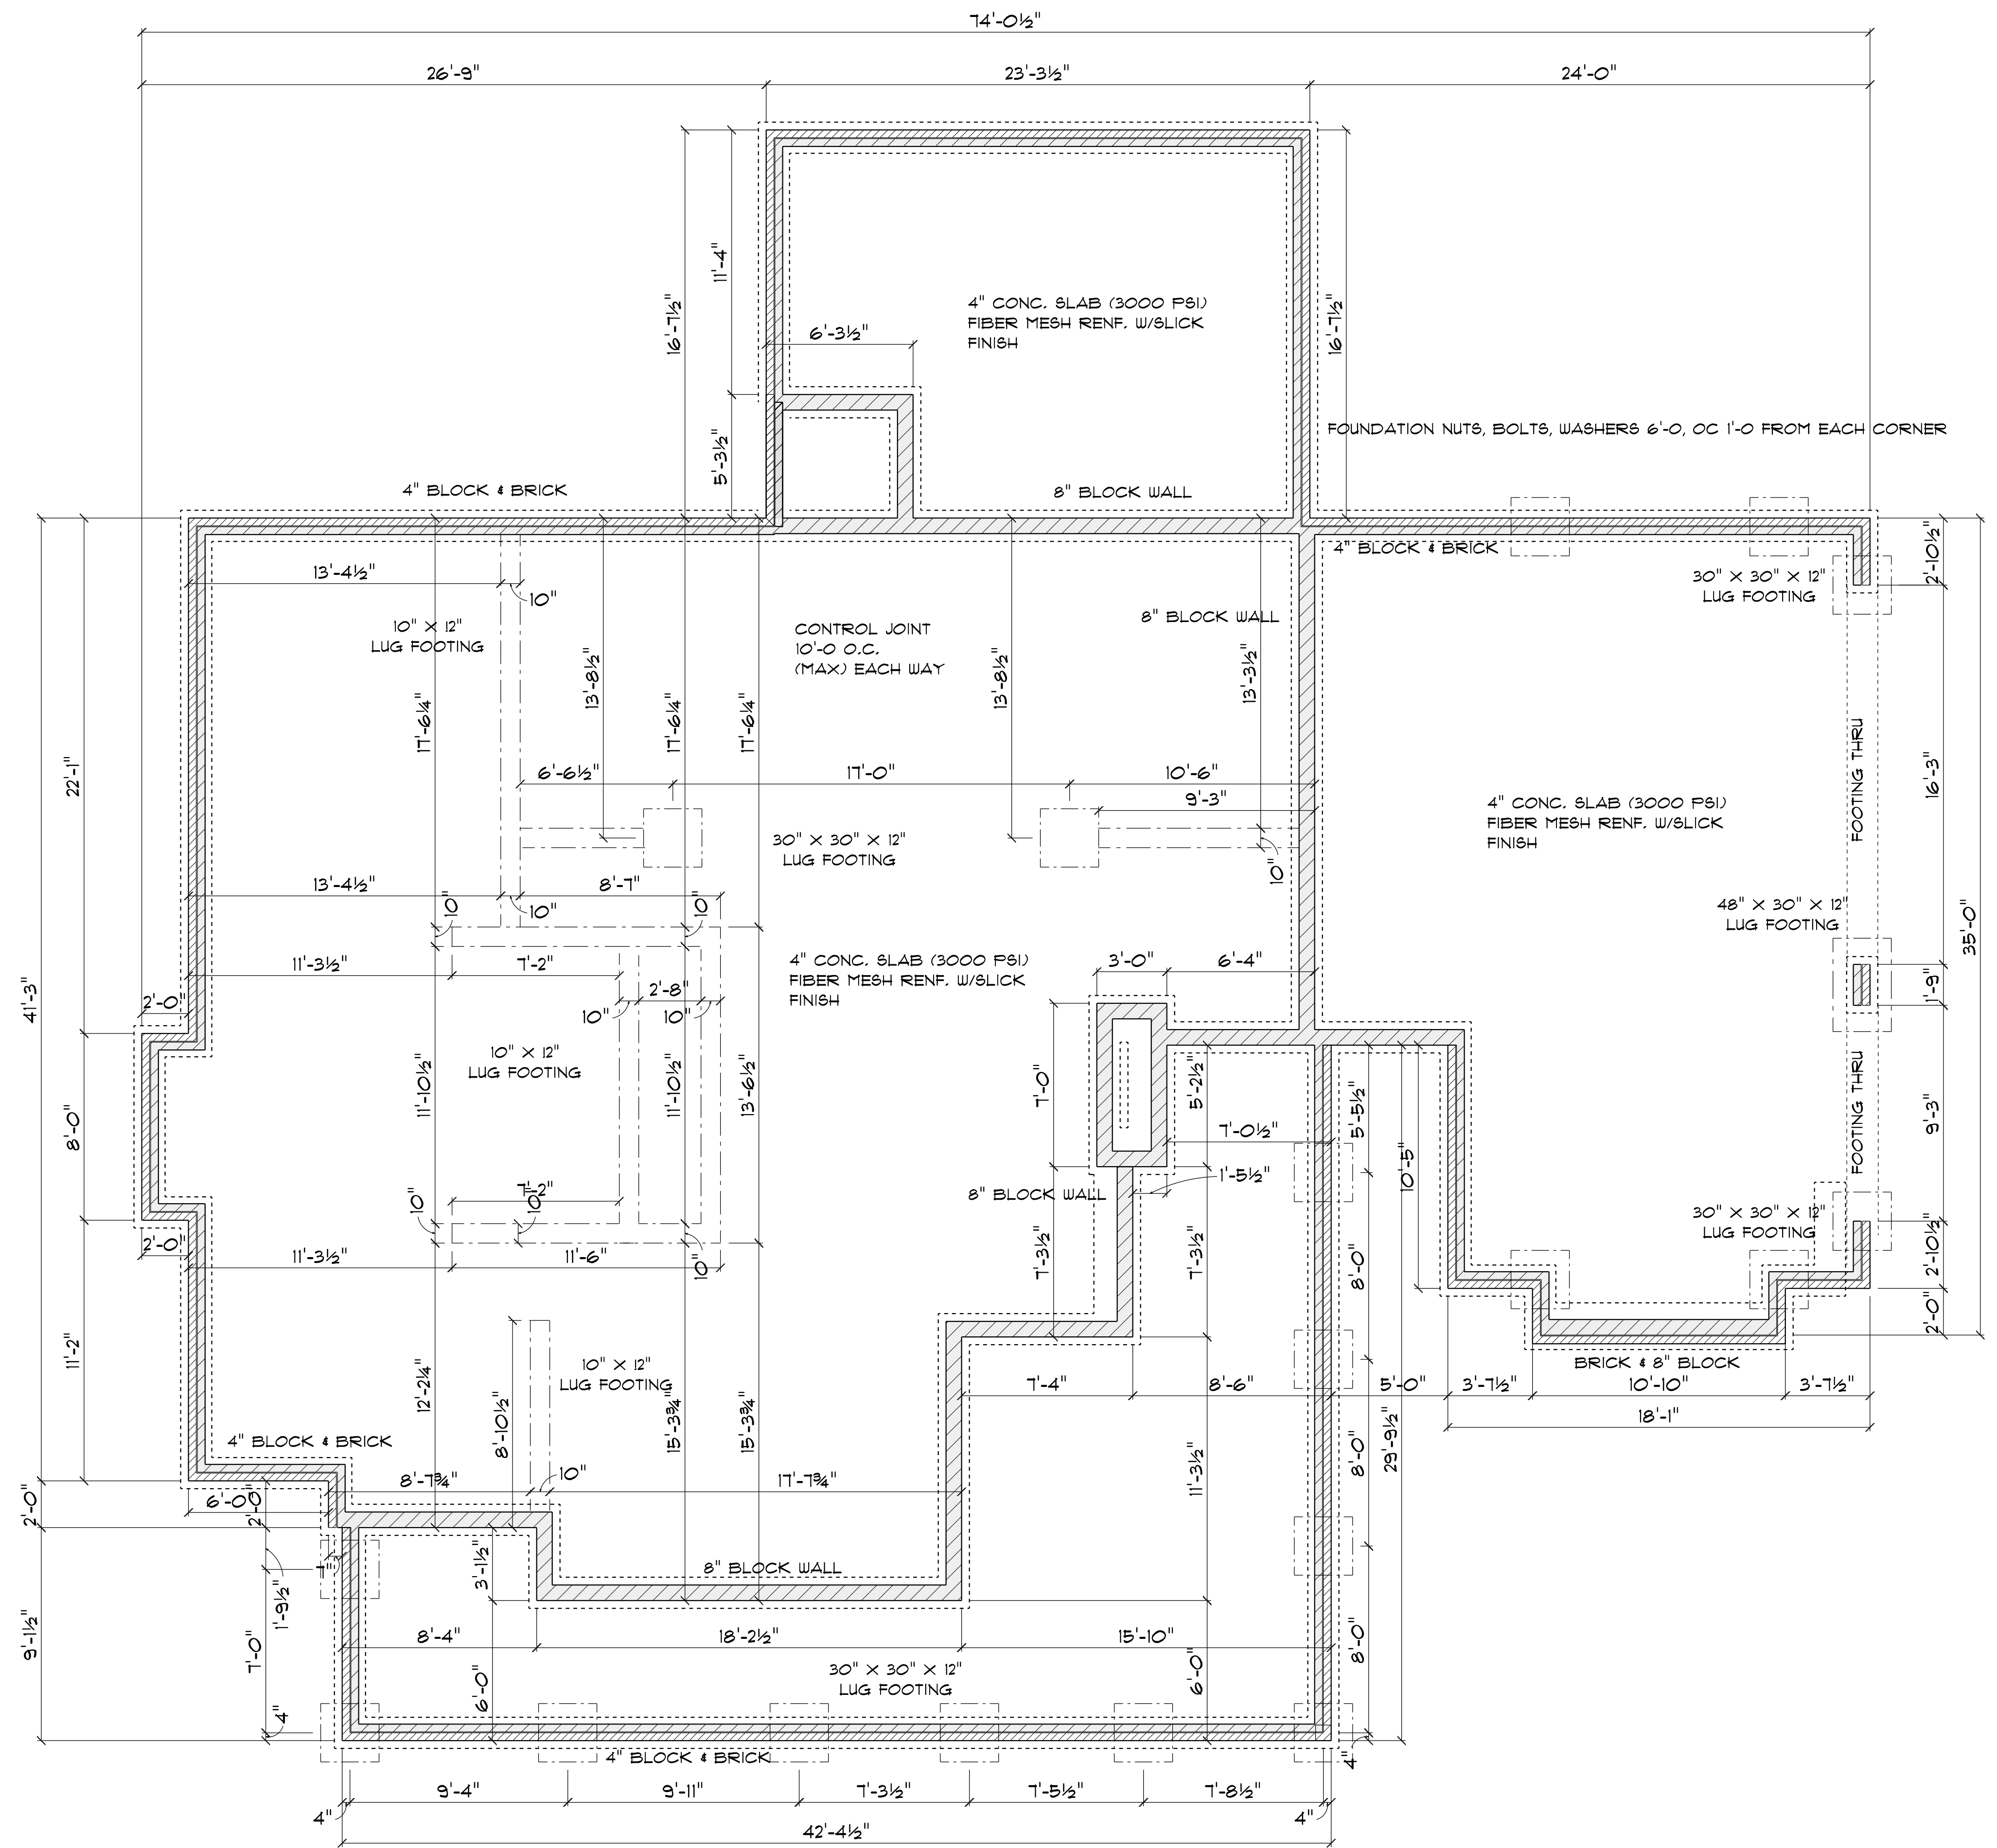 74'-0½"
26'-9"
23'-3½"
24'-0"
11'-4"
16'-7½"
16'-7½"
4" CONC. SLAB (3000 PSI)
FIBER MESH RENF. W/SLICK
FINISH
6'-3½"
5'-3½"
FOUNDATION NUTS, BOLTS, WASHERS 6'-0, OC 1'-0 FROM EACH CORNER
4" BLOCK & BRICK
8" BLOCK WALL
4" BLOCK & BRICK
2'-10½"
13'-4½"
10"
30" X 30" X 12"
LUG FOOTING
10" X 12"
LUG FOOTING
CONTROL JOINT
10'-0 O.C.
(MAX) EACH WAY
8" BLOCK WALL
13'-8½"
13'-8½"
13'-3½"
17'-6¼"
17'-6¼"
17'-6¼"
22'-1"
6'-6½"
17'-0"
10'-6"
9'-3"
FOOTING THRU
16'-3"
4" CONC. SLAB (3000 PSI)
FIBER MESH RENF. W/SLICK
FINISH
30" X 30" X 12"
LUG FOOTING
10"
13'-4½"
10"
8'-7"
10"
10"
48" X 30" X 12"
LUG FOOTING
35'-0"
41'-3"
11'-3½"
7'-2"
4" CONC. SLAB (3000 PSI)
FIBER MESH RENF. W/SLICK
FINISH
3'-0"
6'-4"
2'-0"
2'-8"
10"
10"
1'-9"
10" X 12"
LUG FOOTING
11'-10½"
11'-10½"
13'-6½"
7'-0"
5'-2½"
5'-5½"
FOOTING THRU
9'-3"
8'-0"
7'-0½"
10'-5"
1'-5½"
8" BLOCK WALL
7'-2"
10"
10"
30" X 30" X 12"
LUG FOOTING
2'-0"
11'-3½"
11'-6"
10"
7'-3½"
7'-3½"
8'-0"
2'-10½"
2'-0"
11'-2"
10" X 12"
LUG FOOTING
12'-2¼"
8'-10½"
15'-3¾"
15'-3¾"
BRICK & 8" BLOCK
7'-4"
8'-6"
5'-0"
3'-7½"
10'-10"
3'-7½"
18'-1"
4" BLOCK & BRICK
8'-7¾"
10"
17'-7¾"
11'-3½"
8'-0"
29'-9½"
6'-0"
2'-0"
2'-0"
7"
3'-1½"
8" BLOCK WALL
1'-9½"
9'-1½"
7'-0"
8'-4"
18'-2½"
15'-10"
8'-0"
6'-0"
6'-0"
30" X 30" X 12"
LUG FOOTING
4"
4" BLOCK & BRICK
4"
9'-4"
9'-11"
7'-3½"
7'-5½"
7'-8½"
4"
4"
42'-4½"